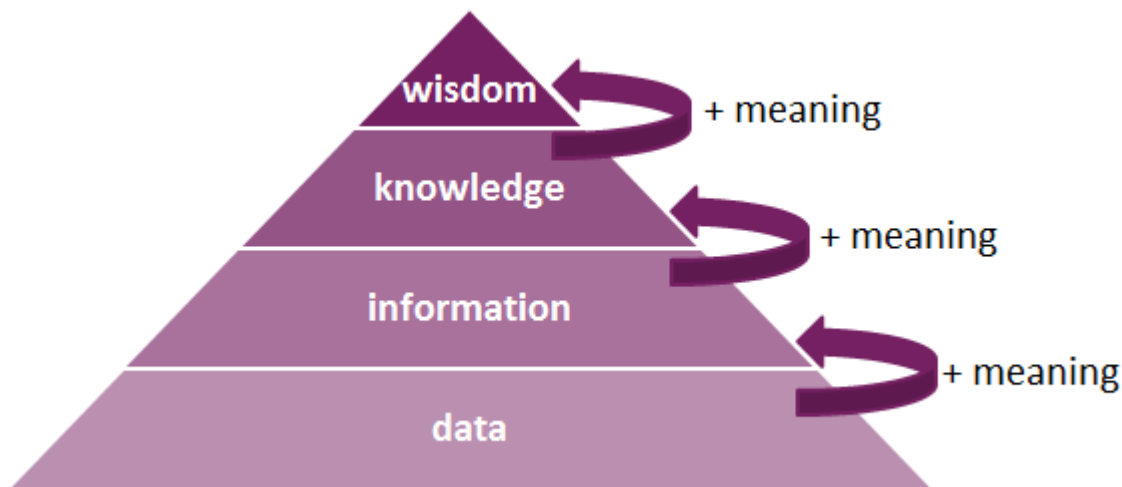 wisdom
+ meaning
knowledge
+ meaning
information
+ meaning
data